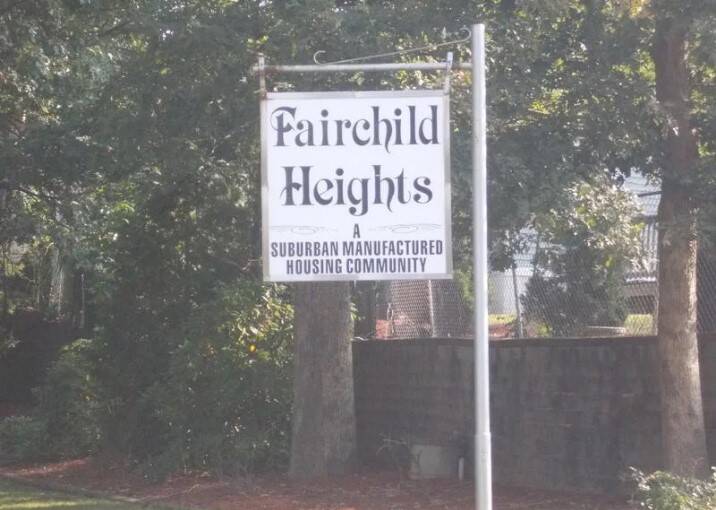 Fairchild
Heights
A
SUBURBAN MANUFACTURED
HOUSING COMMUNITY